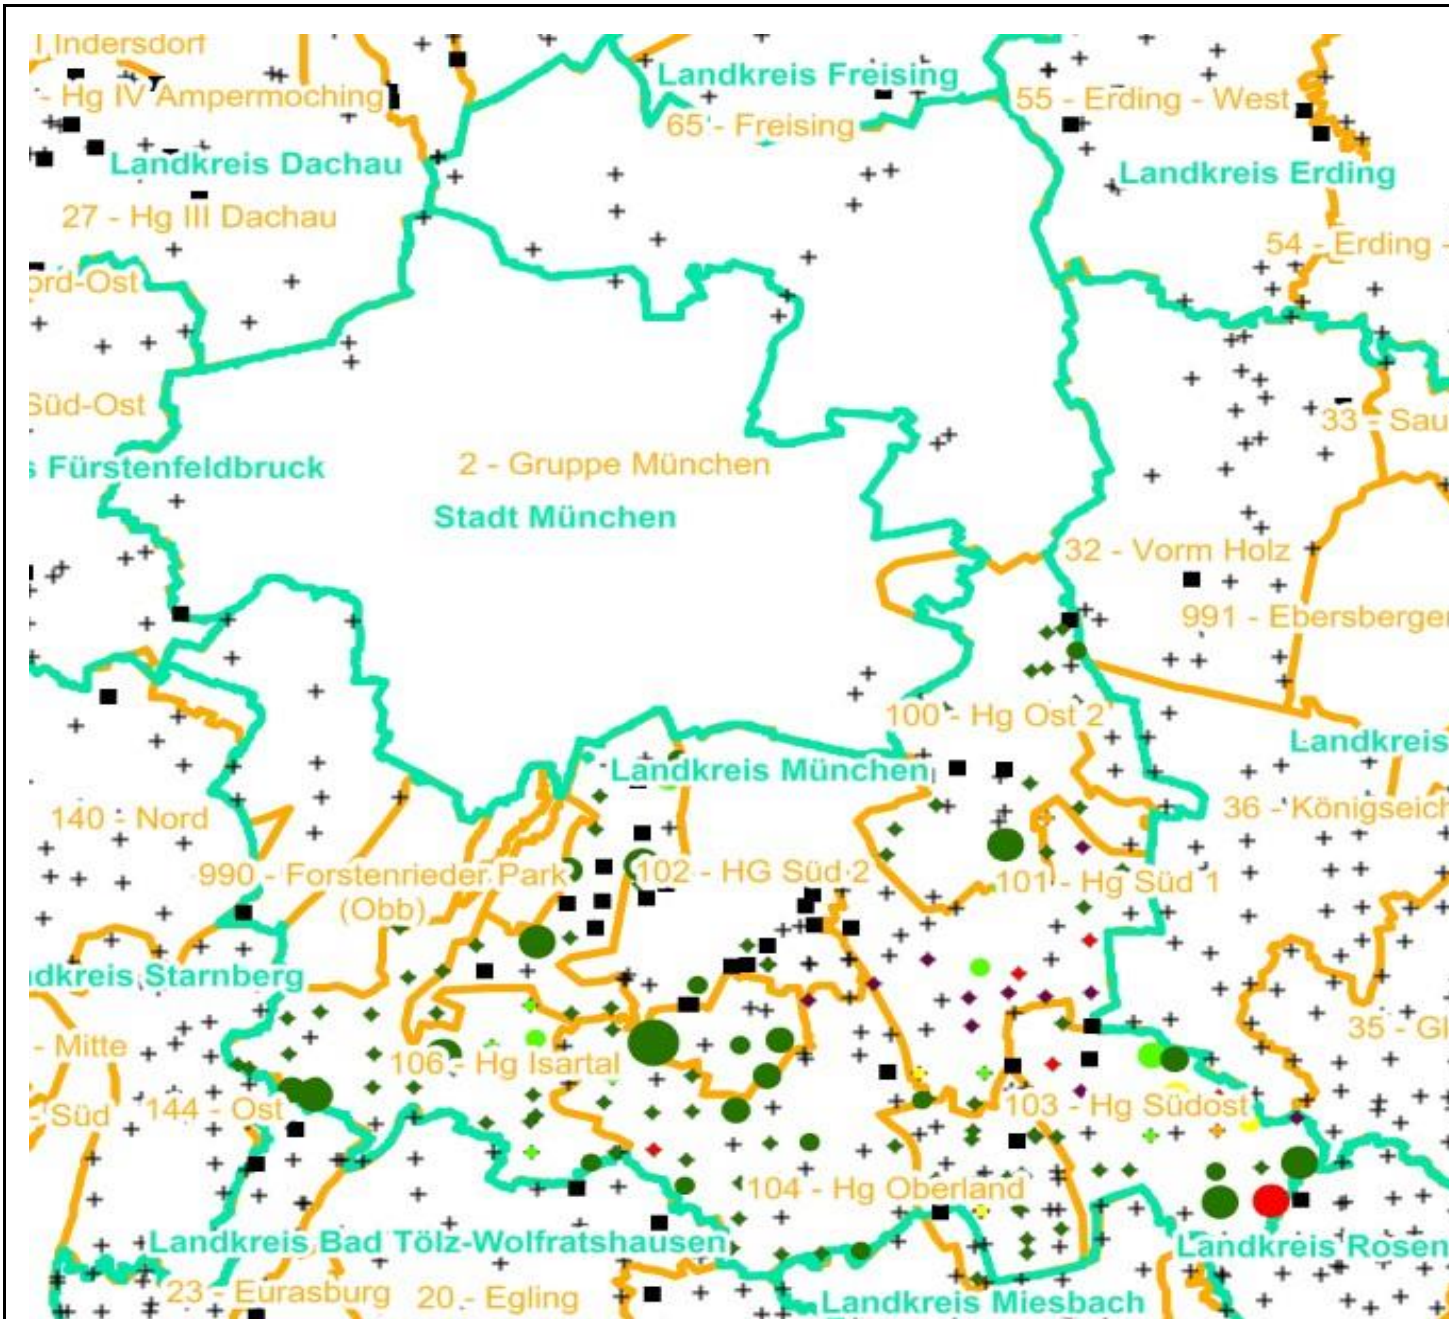 Indersdorf
Landkreis Freising
- Hg IV Ampermoching
55 - Erding - West
65 - Freising
Landkreis Dachau
Landkreis Erding
27 - Hg III Dachau
54 - Erding -
ord-Ost
Süd-Ost
33 - Sau
s Fürstenfeldbruck
2 - Gruppe München
Stadt München
32 - Vorm Holz
991 - Ebersberger
100 - Hg Ost 2
Landkreis
Landkreis München
36 - Königseich
140 - Nord
990 - Forstenrieder Park
(Obb)
102 - HG Süd 2
101 - Hg Süd 1
ndkreis Starnberg
35 - Gl
- Mitte
106 - Hg Isartal
- Süd
144 - Ost
103 - Hg Südost
104 - Hg Oberland
Landkreis Bad Tölz-Wolfratshausen
Landkreis Rosen
23 - Eurasburg
20 - Egling
Landkreis Miesbach